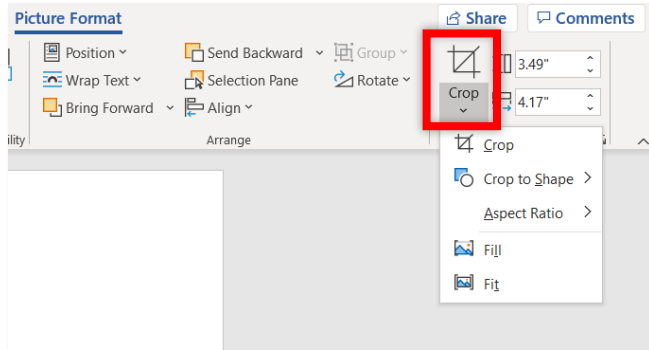 Picture Format
Share
Comments
Position
Send Backward
Group
Wrap Text
Selection Pane
Rotate
Bring Forward
Align
Crop
3.49"
4.17"
ility
Arrange
Crop
Crop to Shape
Aspect Ratio
Fill
Fit